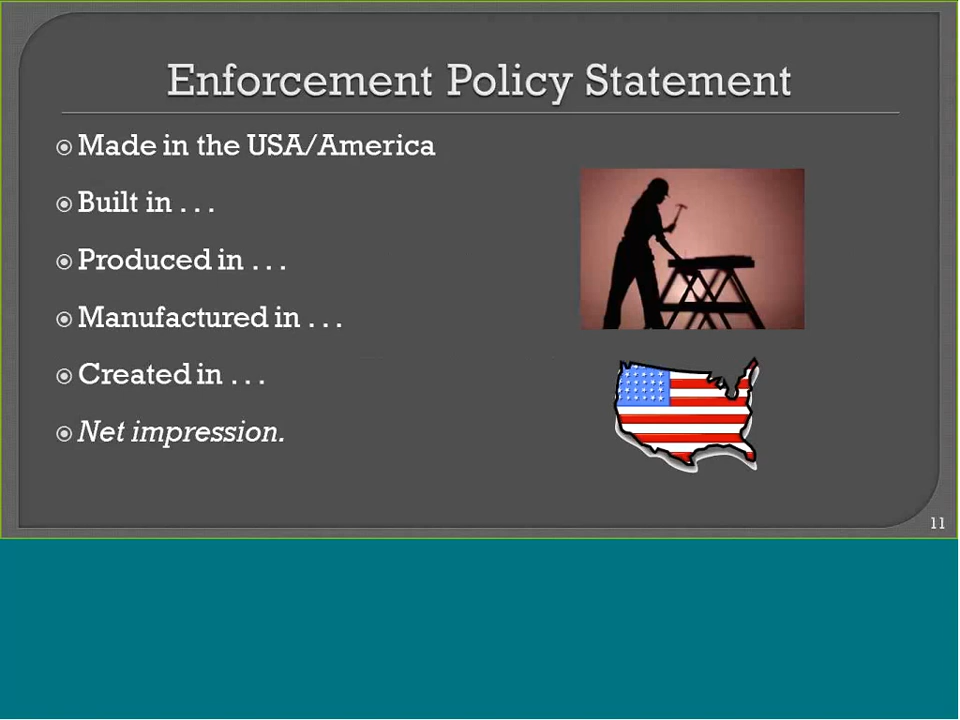 Enforcement Policy Statement
Made in the USA/America
Built in . . .
Produced in . . .
Manufactured in . . .
Created in . . .
Net impression.
11